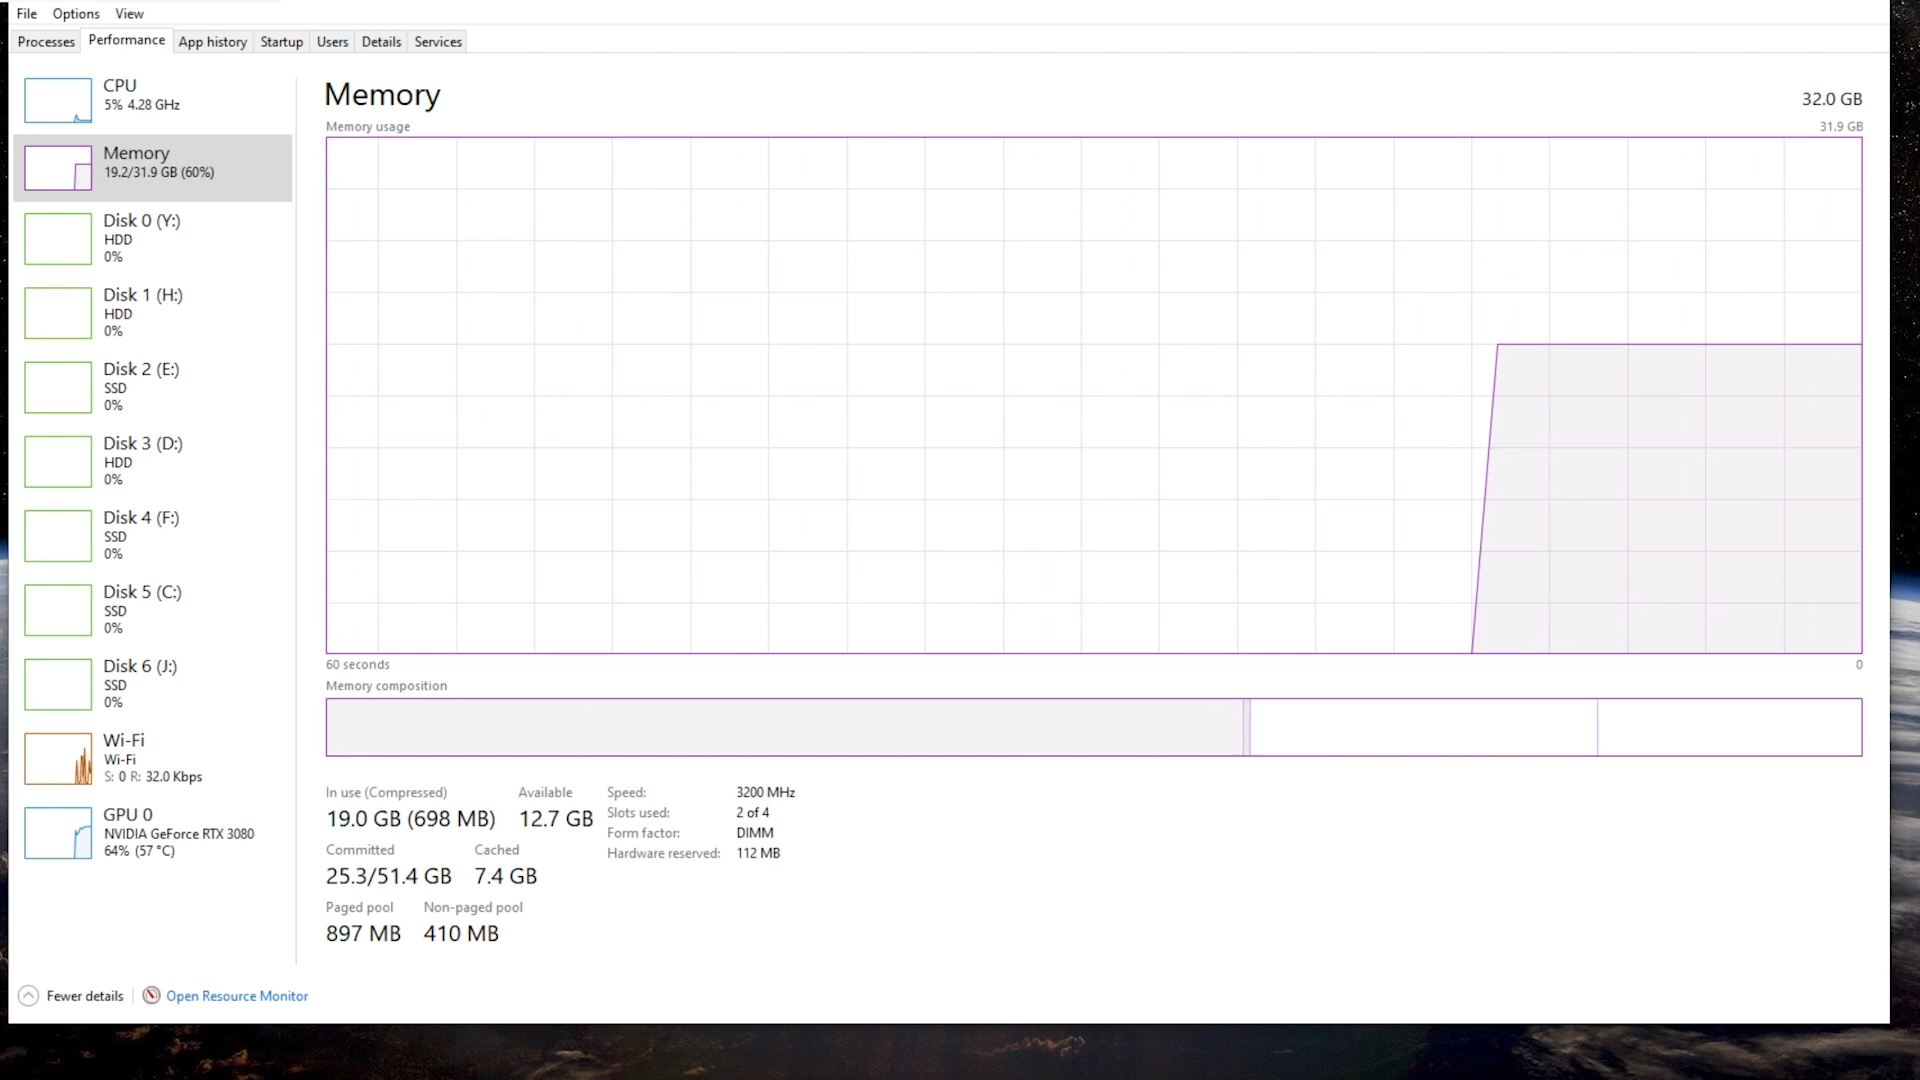 File Options View
Processes Performance App history Startup Users Details Services
CPU
5% 4.28 GHz
Memory
19.2/31.9 GB (60%)
Disk 0 (Y:)
HDD
0%
Disk 1 (H:)
HDD
0%
Disk 2 (E:)
SSD
0%
Disk 3 (D:)
HDD
0%
Disk 4 (F:)
SSD
0%
Disk 5 (C:)
SSD
0%
Disk 6 (J:)
SSD
0%
Wi-Fi
Wi-Fi
S: 0 R: 32.0 Kbps
GPU 0
NVIDIA GeForce RTX 3080
64% (57 °C)
Memory 32.0 GB
Memory usage 31.9 GB
60 seconds 0
Memory composition
In use (Compressed) Available
19.0 GB (698 MB) 12.7 GB
Committed Cached
25.3/51.4 GB 7.4 GB
Paged pool Non-paged pool
897 MB 410 MB
Speed: 3200 MHz
Slots used: 2 of 4
Form factor: DIMM
Hardware reserved: 112 MB
Fewer details Open Resource Monitor